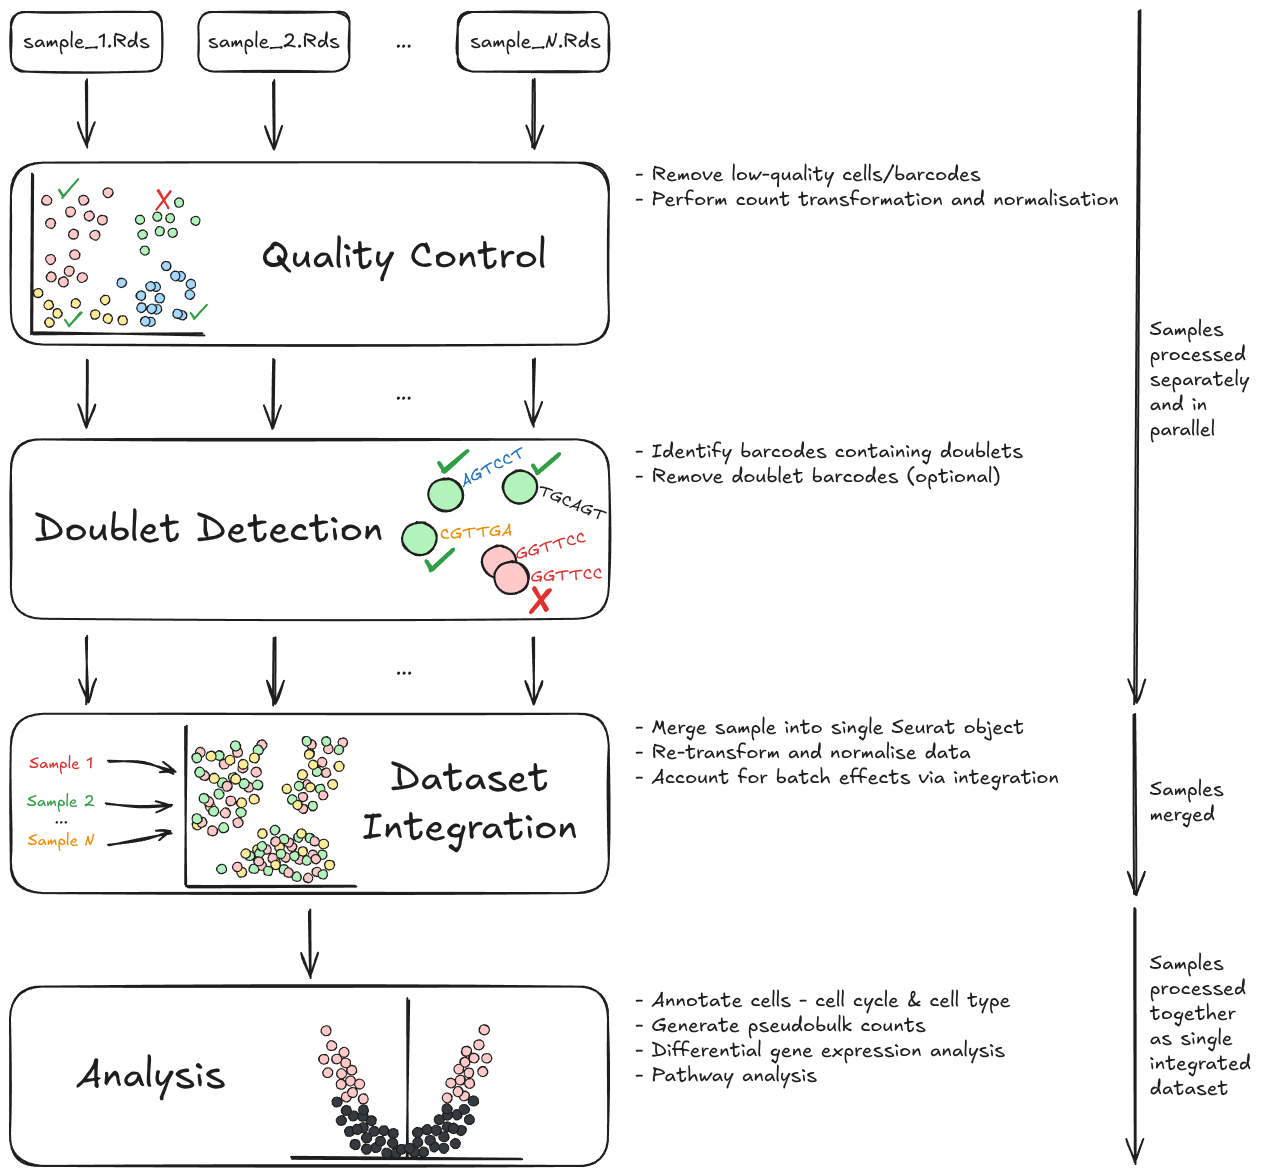 sample_1.Rds
sample_2.Rds
...
sample_N.Rds
Quality Control
- Remove low-quality cells/barcodes
- Perform count transformation and normalisation
Samples
processed
separately
and in
parallel
...
Doublet Detection
AGTCCT
TGCAGT
CGTTGA
GGTTCC
GGTTCC
- Identify barcodes containing doublets
- Remove doublet barcodes (optional)
...
Sample 1
Sample 2
...
Sample N
Dataset
Integration
- Merge sample into single Seurat object
- Re-transform and normalise data
- Account for batch effects via integration
Samples
merged
Analysis
- Annotate cells - cell cycle & cell type
- Generate pseudobulk counts
- Differential gene expression analysis
- Pathway analysis
Samples
processed
together
as single
integrated
dataset